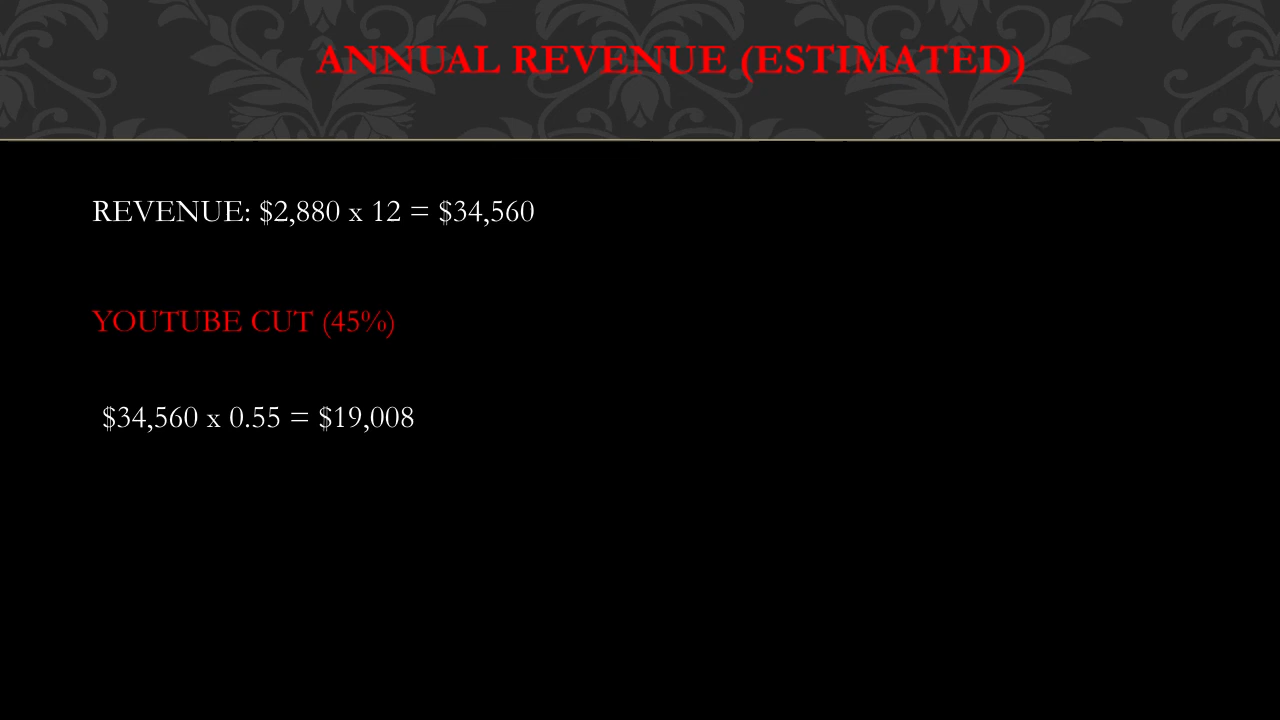 ANNUAL REVENUE (ESTIMATED)
REVENUE: $2,880 x 12 = $34,560
YOUTUBE CUT (45%)
$34,560 x 0.55 = $19,008